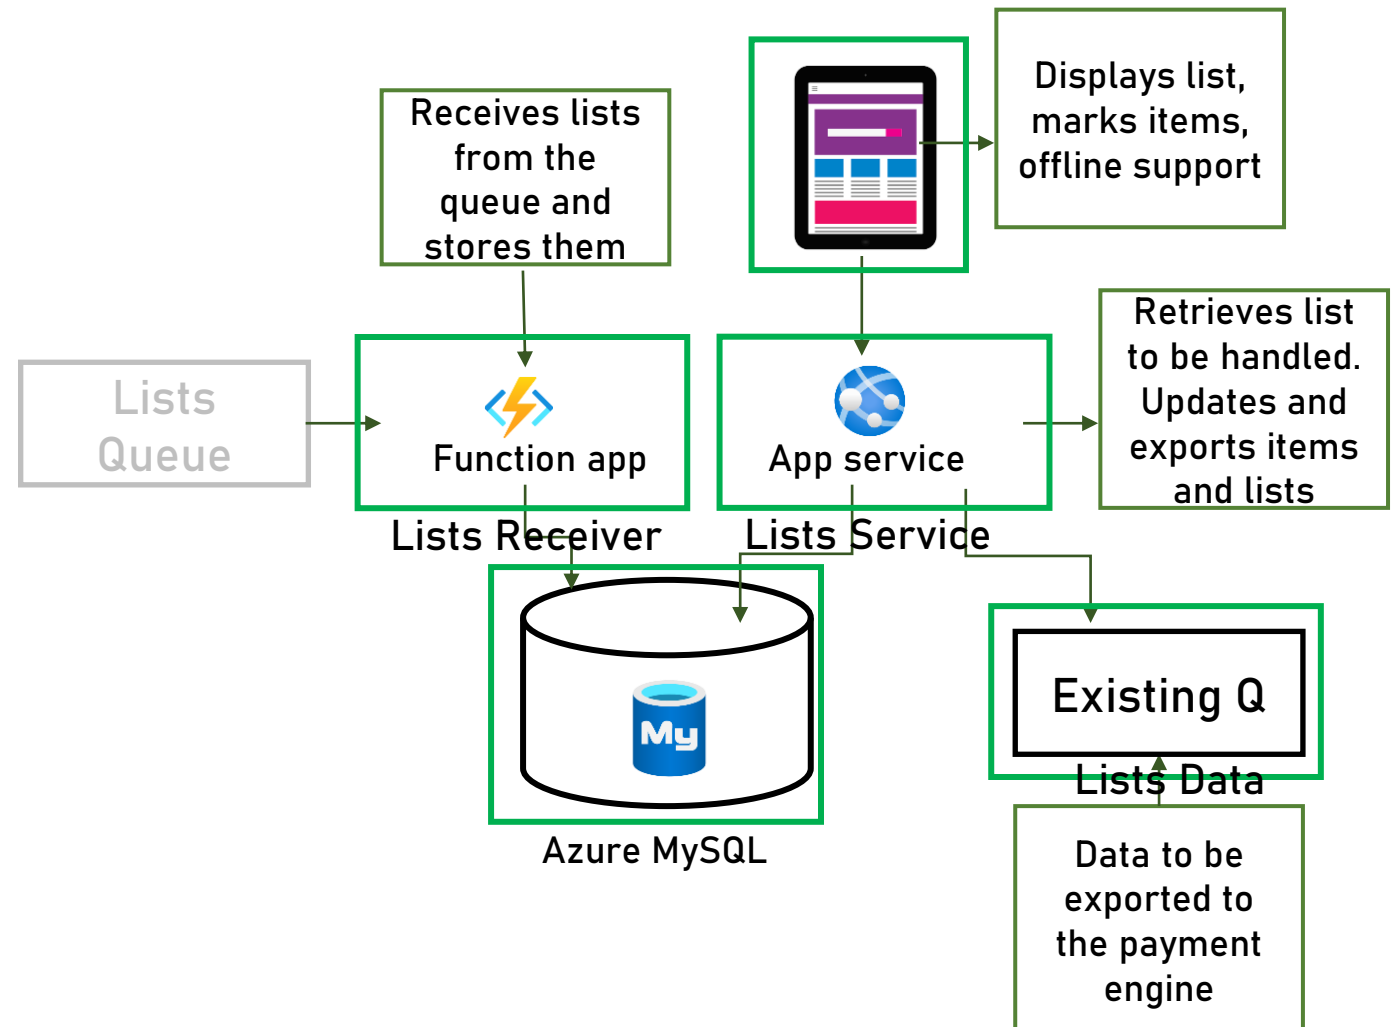 Displays list,
marks items,
offline support
Receives lists
from the
queue and
stores them
Retrieves list
to be handled.
Updates and
exports items
and lists
Lists
Queue
Function app
App service
Lists Receiver
Lists Service
My
Existing Q
Lists Data
Azure MySQL
Data to be
exported to
the payment
engine